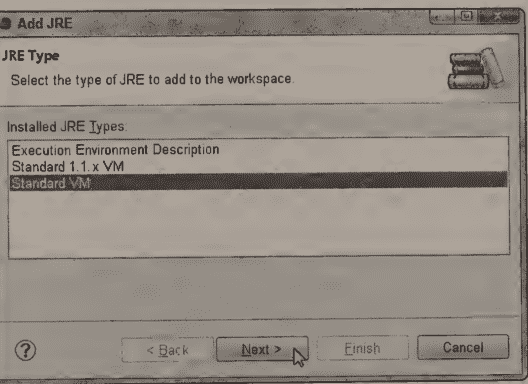 Add JRE
JRE Type
Select the type of JRE to add to the workspace.
Installed JRE Types:
Execution Environment Description
Standard 1.1.x VM
Standard VM
< Back Next > Finish Cancel